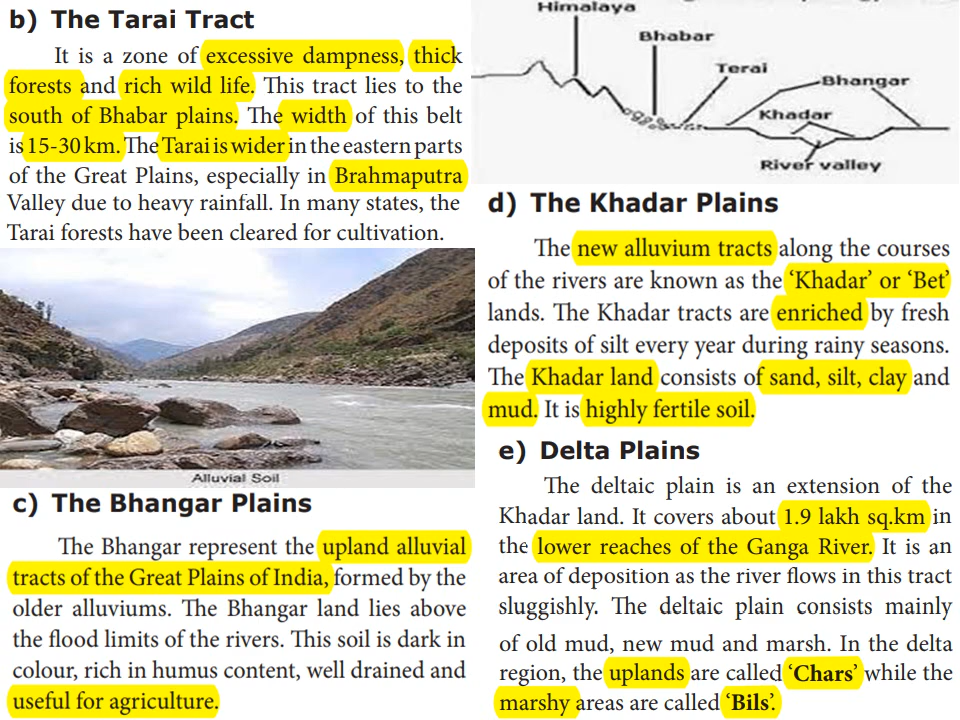 b) The Tarai Tract
It is a zone of excessive dampness, thick
forests and rich wild life. This tract lies to the
south of Bhabar plains. The width of this belt
is 15-30 km. The Tarai is wider in the eastern parts
of the Great Plains, especially in Brahmaputra
Valley due to heavy rainfall. In many states, the
Tarai forests have been cleared for cultivation.
Alluvial Soil
c) The Bhangar Plains
The Bhangar represent the upland alluvial
tracts of the Great Plains of India, formed by the
older alluviums. The Bhangar land lies above
the flood limits of the rivers. This soil is dark in
colour, rich in humus content, well drained and
useful for agriculture.
Himalaya
Bhabar
Terai
Bhangar
Khadar
River valley
d) The Khadar Plains
The new alluvium tracts along the courses
of the rivers are known as the ‘Khadar’ or ‘Bet’
lands. The Khadar tracts are enriched by fresh
deposits of silt every year during rainy seasons.
The Khadar land consists of sand, silt, clay and
mud. It is highly fertile soil.
e) Delta Plains
The deltaic plain is an extension of the
Khadar land. It covers about 1.9 lakh sq.km in
the lower reaches of the Ganga River. It is an
area of deposition as the river flows in this tract
sluggishly. The deltaic plain consists mainly
of old mud, new mud and marsh. In the delta
region, the uplands are called ‘Chars’ while the
marshy areas are called ‘Bils’.